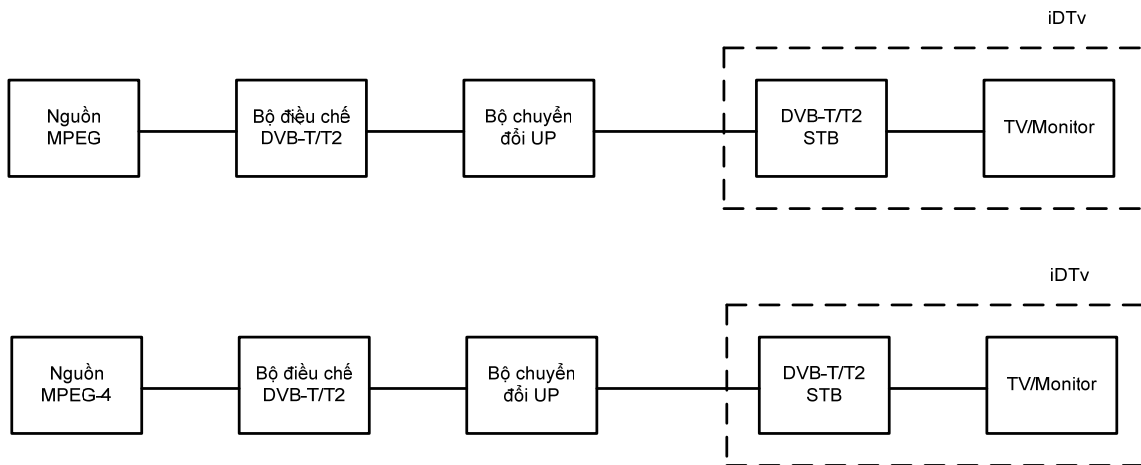 iDTv
Nguồn
MPEG
Bộ điều chế
DVB-T/T2
Bộ chuyển
đổi UP
DVB-T/T2
STB
TV/Monitor
iDTv
Nguồn
MPEG-4
Bộ điều chế
DVB-T/T2
Bộ chuyển
đổi UP
DVB-T/T2
STB
TV/Monitor